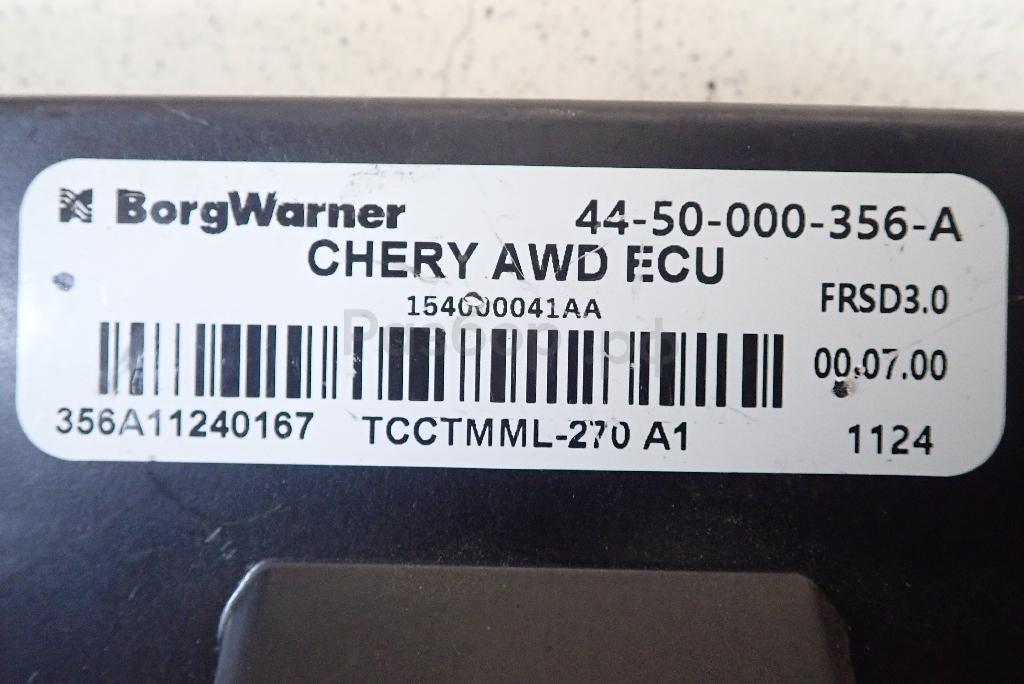 BorgWarner 44-50-000-356-A
CHERY AWD ECU
154000041AA FRSD3.0
00.07.00
356A11240167 TCCTMML-270 A1 1124